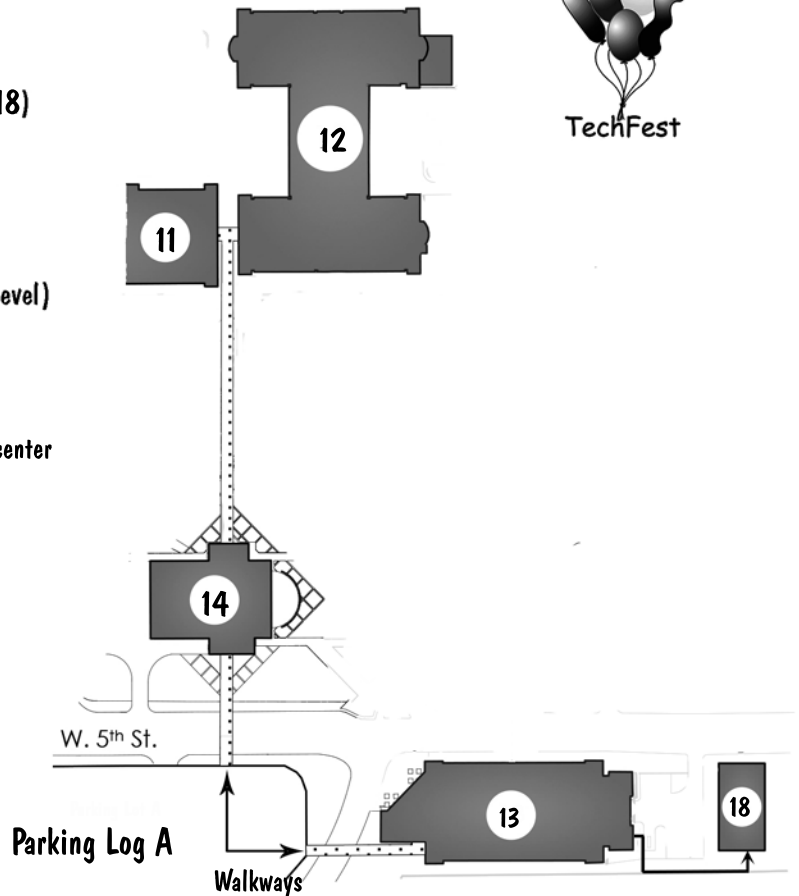 18)
TechFest
12
11
evel)
center
14
W. 5th St.
13
18
Parking Log A
Walkways